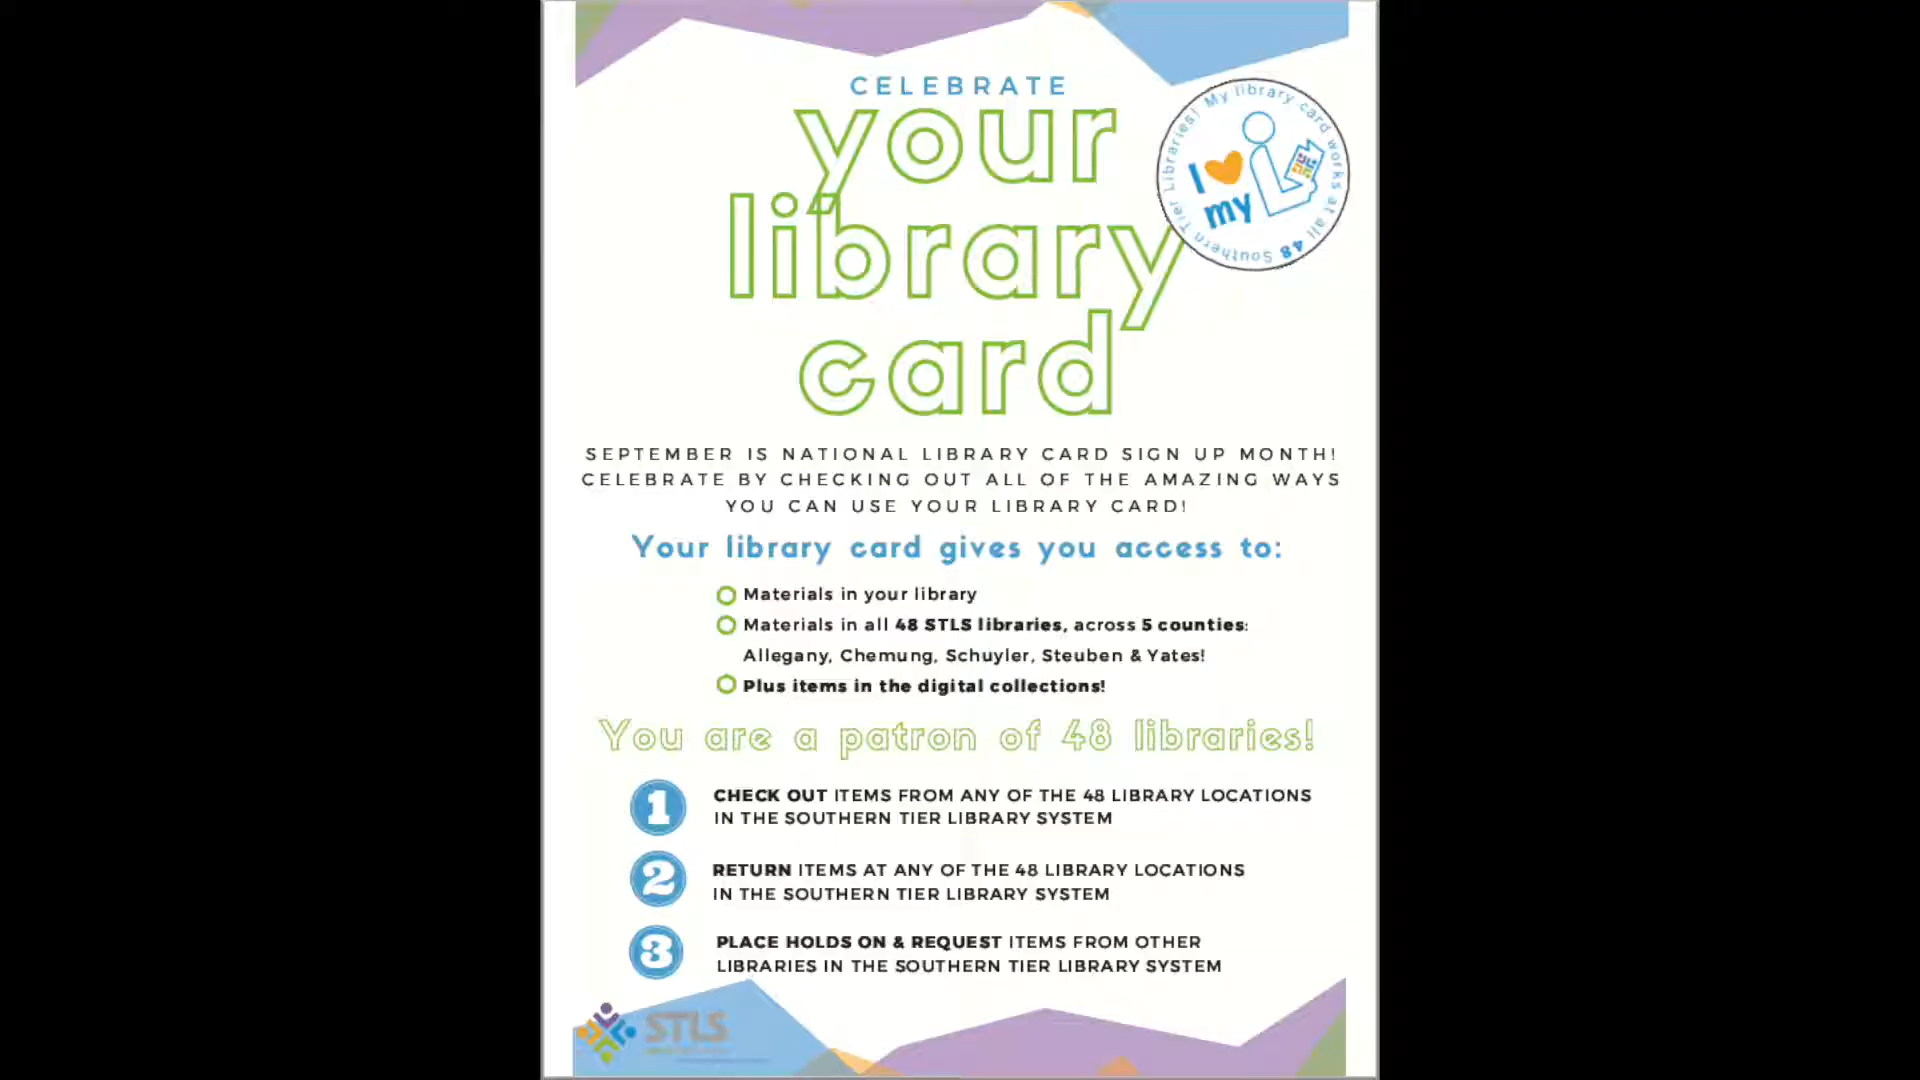 CELEBRATE
your
library
card
My library card works at all 48 Southern Tier Libraries!
I
my
SEPTEMBER IS NATIONAL LIBRARY CARD SIGN UP MONTH!
CELEBRATE BY CHECKING OUT ALL OF THE AMAZING WAYS
YOU CAN USE YOUR LIBRARY CARD!
Your library card gives you access to:
Materials in your library
Materials in all 48 STLS libraries, across 5 counties:
Allegany, Chemung, Schuyler, Steuben & Yates!
Plus items in the digital collections!
You are a patron of 48 libraries!
1 CHECK OUT ITEMS FROM ANY OF THE 48 LIBRARY LOCATIONS
IN THE SOUTHERN TIER LIBRARY SYSTEM
2 RETURN ITEMS AT ANY OF THE 48 LIBRARY LOCATIONS
IN THE SOUTHERN TIER LIBRARY SYSTEM
3 PLACE HOLDS ON & REQUEST ITEMS FROM OTHER
LIBRARIES IN THE SOUTHERN TIER LIBRARY SYSTEM
STLS